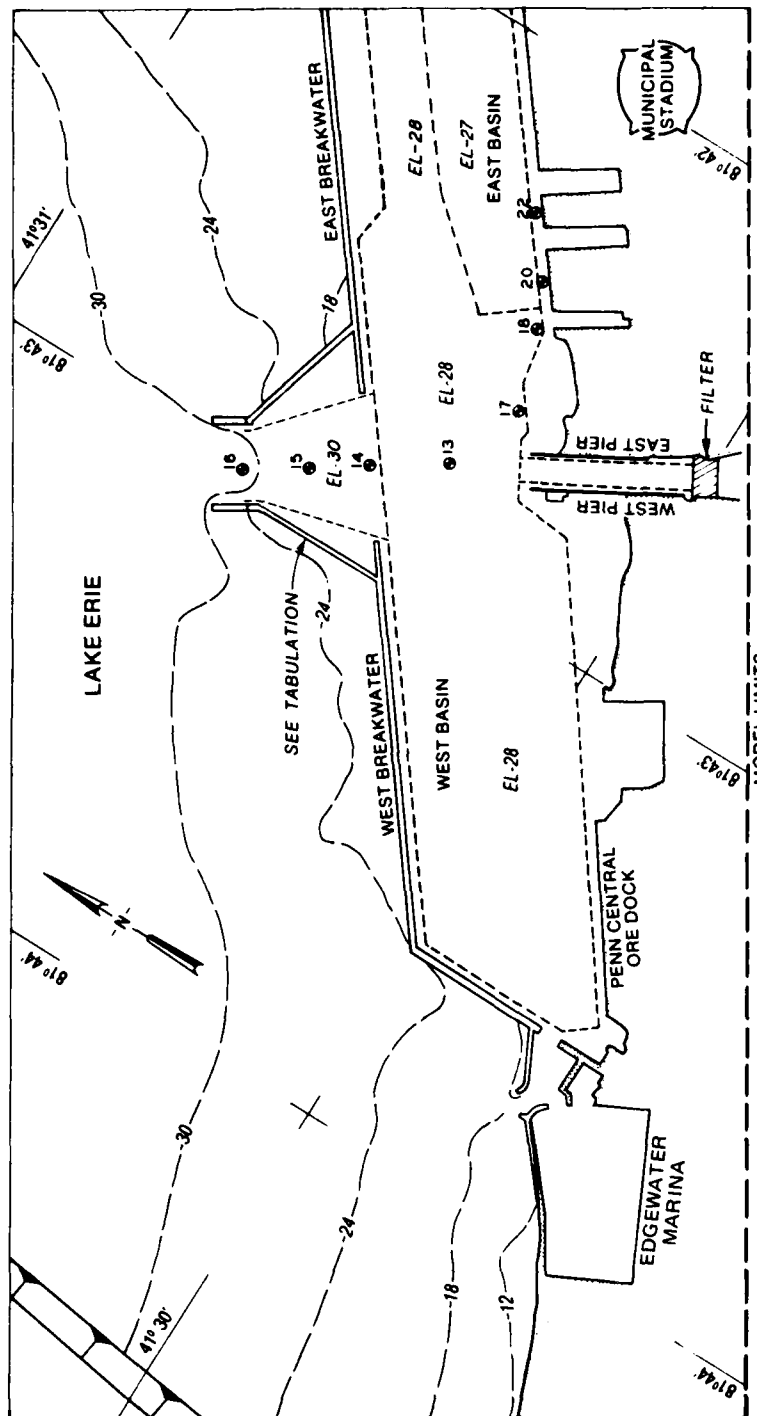 LAKE ERIE
-30
-24
-18
41°31'
81°43'
EAST BREAKWATER
EL-28
EL-27
EAST BASIN
MUNICIPAL
STADIUM
81°42'
22
20
18
17
16
15
14
13
EL-30
EL-28
EAST PIER
WEST PIER
FILTER
SEE TABULATION
-24
WEST BREAKWATER
WEST BASIN
EL-28
81°43'
MODEL LIMITS
PENN CENTRAL
ORE DOCK
N
81°44'
-30
-24
-18
-12
EDGEWATER
MARINA
41°30'
81°44'